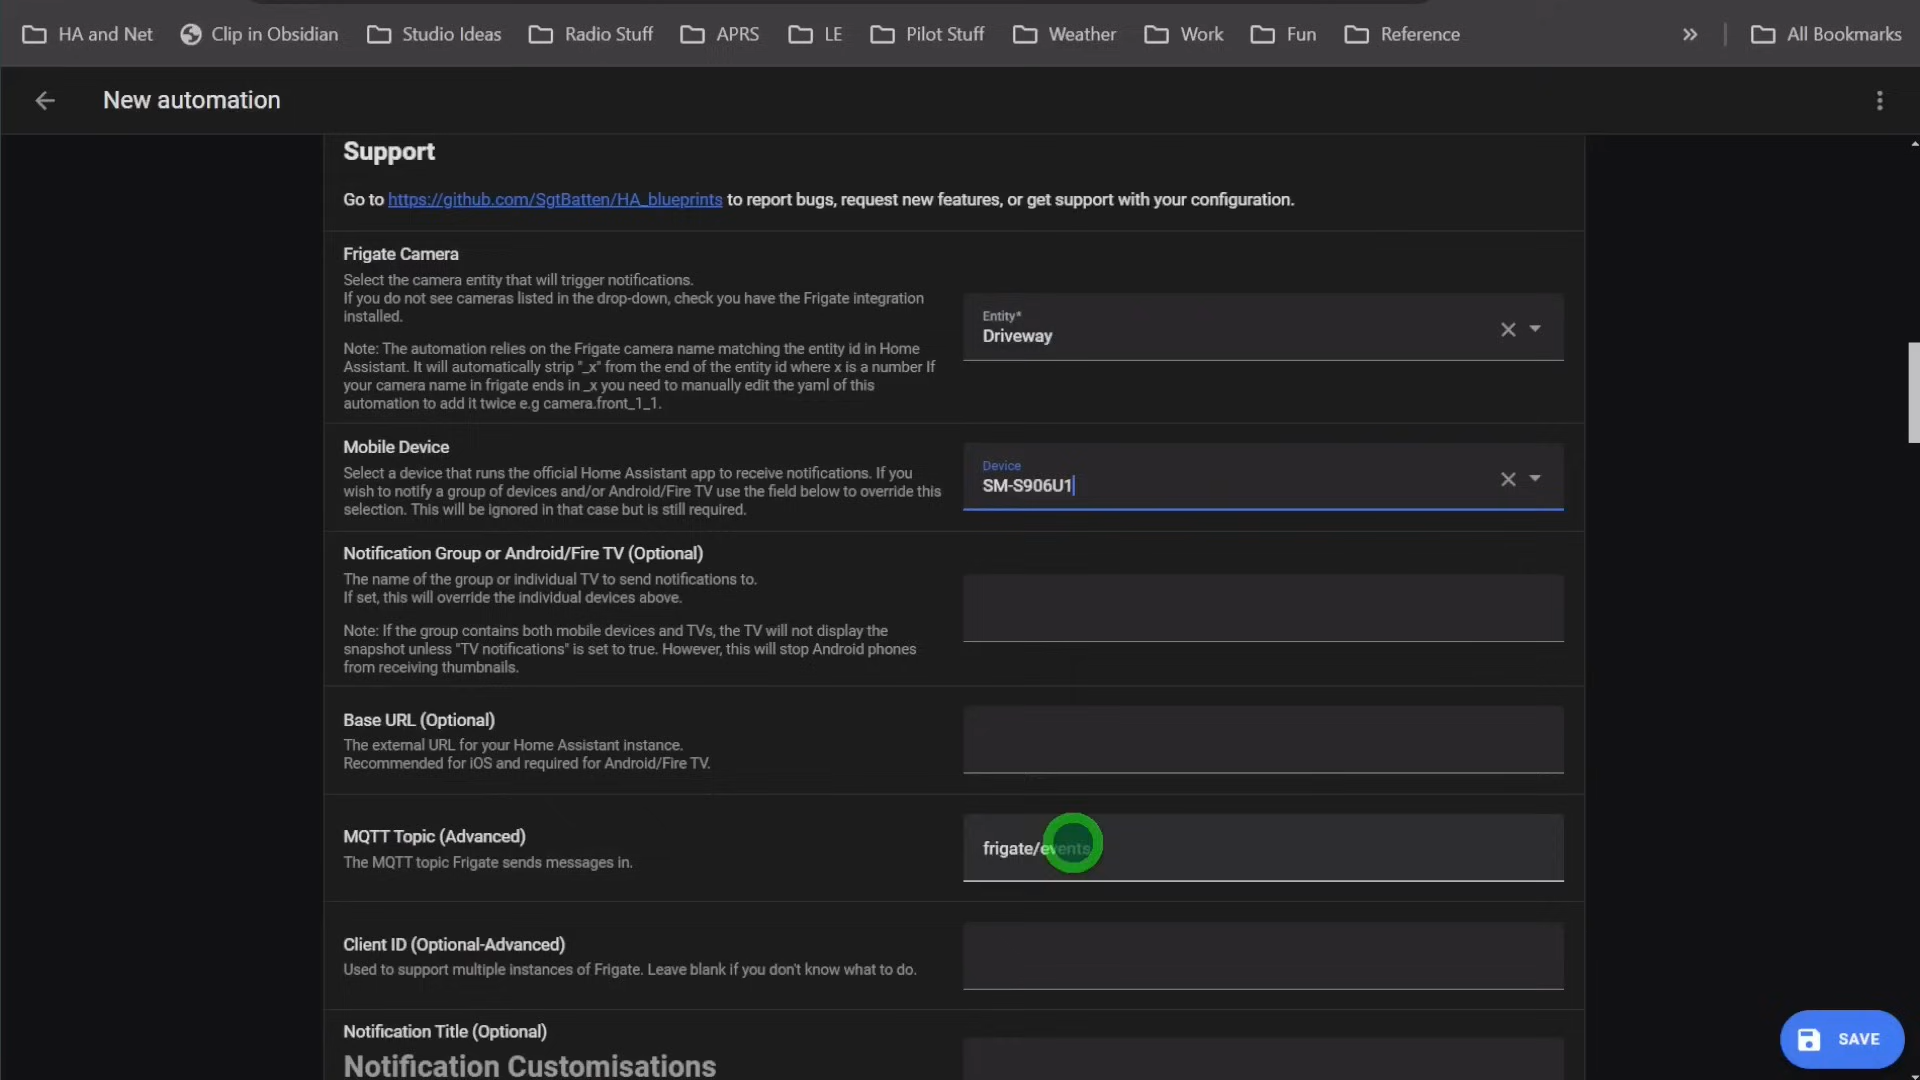 HA and Net
Clip in Obsidian
Studio Ideas
Radio Stuff
APRS
LE
Pilot Stuff
Weather
Work
Fun
Reference
»
All Bookmarks
New automation
Support
Go to https://github.com/SgtBatten/HA_blueprints to report bugs, request new features, or get support with your configuration.
Frigate Camera
Select the camera entity that will trigger notifications.
If you do not see cameras listed in the drop-down, check you have the Frigate integration
installed.
Note: The automation relies on the Frigate camera name matching the entity id in Home
Assistant. It will automatically strip "_x" from the end of the entity id where x is a number If
your camera name in frigate ends in _x you need to manually edit the yaml of this
automation to add it twice e.g camera.front_1_1.
Entity*
Driveway
Mobile Device
Select a device that runs the official Home Assistant app to receive notifications. If you
wish to notify a group of devices and/or Android/Fire TV use the field below to override this
selection. This will be ignored in that case but is still required.
Device
SM-S906U1
Notification Group or Android/Fire TV (Optional)
The name of the group or individual TV to send notifications to.
If set, this will override the individual devices above.
Note: If the group contains both mobile devices and TVs, the TV will not display the
snapshot unless "TV notifications" is set to true. However, this will stop Android phones
from receiving thumbnails.
Base URL (Optional)
The external URL for your Home Assistant instance.
Recommended for iOS and required for Android/Fire TV.
MQTT Topic (Advanced)
The MQTT topic Frigate sends messages in.
frigate/events
Client ID (Optional-Advanced)
Used to support multiple instances of Frigate. Leave blank if you don't know what to do.
Notification Title (Optional)
Notification Customisations
SAVE